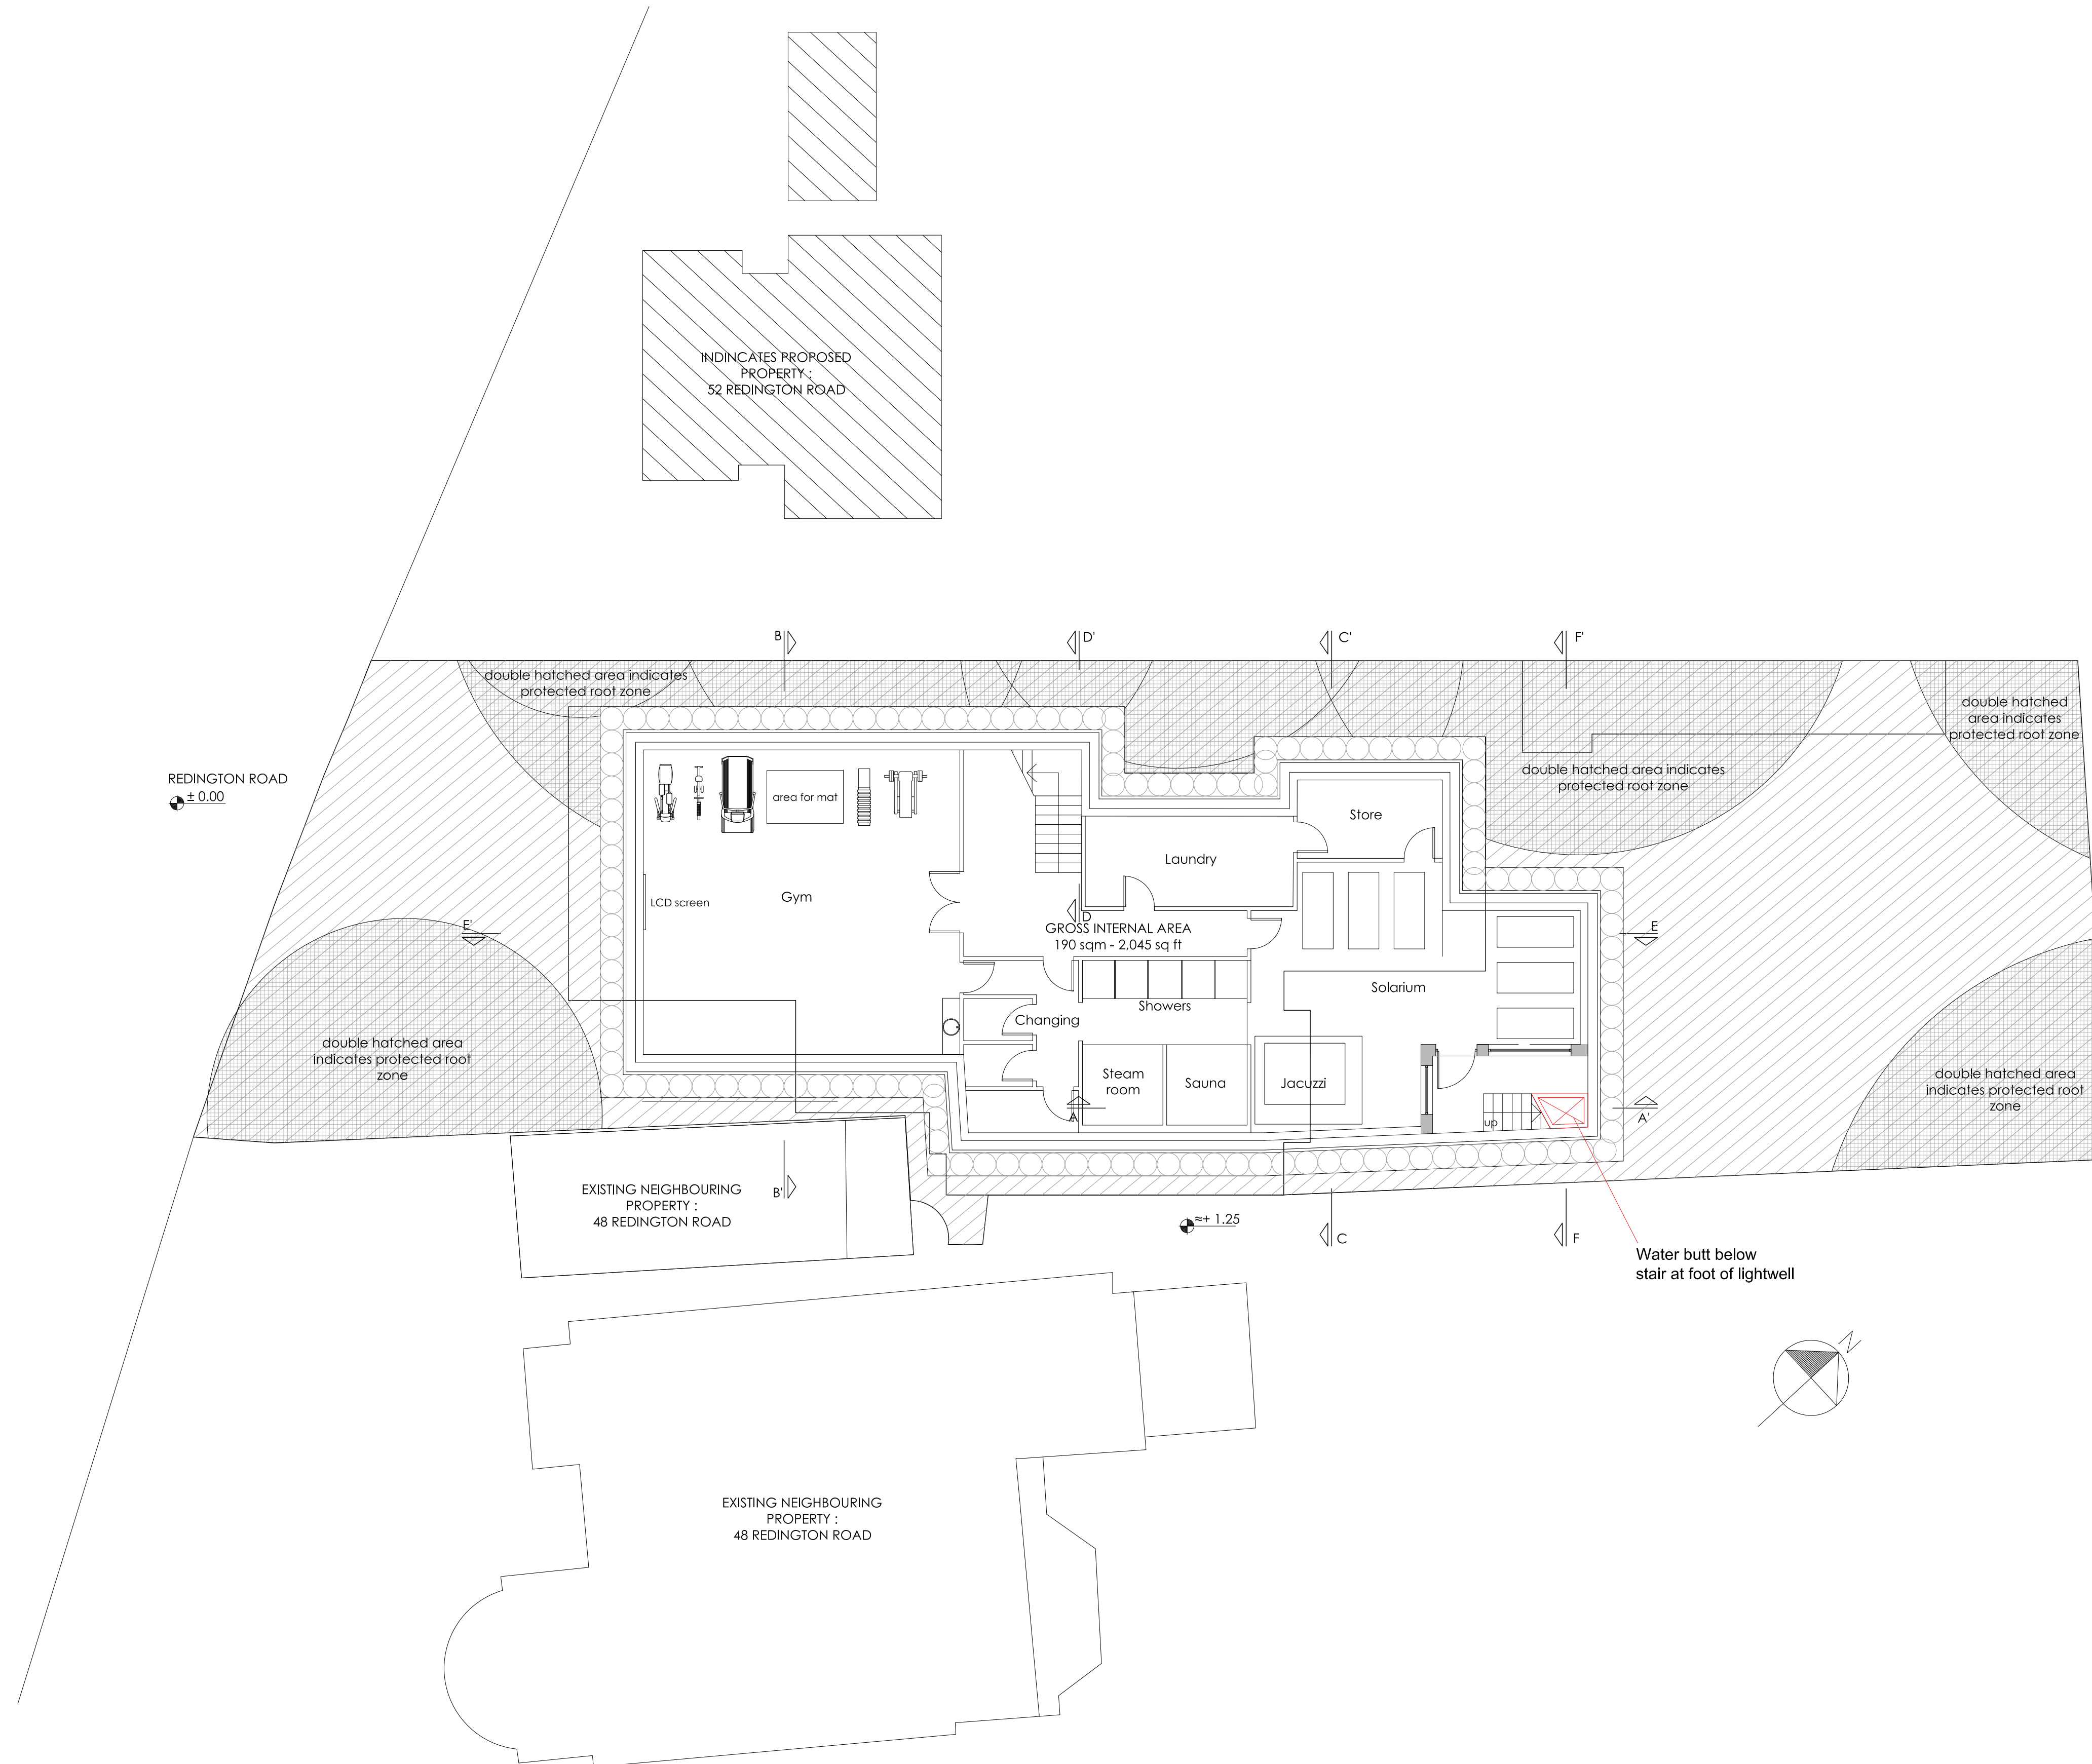 INDINCATES PROPOSED
PROPERTY :
52 REDINGTON ROAD
B
D'
C'
F'
double hatched area indicates
protected root zone
double hatched
area indicates
protected root zone
double hatched area indicates
protected root zone
REDINGTON ROAD
± 0.00
area for mat
Store
Laundry
Gym
LCD screen
E'
D
E
GROSS INTERNAL AREA
190 sqm - 2,045 sq ft
Solarium
Showers
Changing
double hatched area
indicates protected root
zone
Steam
room
Sauna
Jacuzzi
double hatched area
indicates protected root
zone
A
up
A'
EXISTING NEIGHBOURING
PROPERTY :
48 REDINGTON ROAD
B'
≈+ 1.25
C
F
Water butt below
stair at foot of lightwell
N
EXISTING NEIGHBOURING
PROPERTY :
48 REDINGTON ROAD